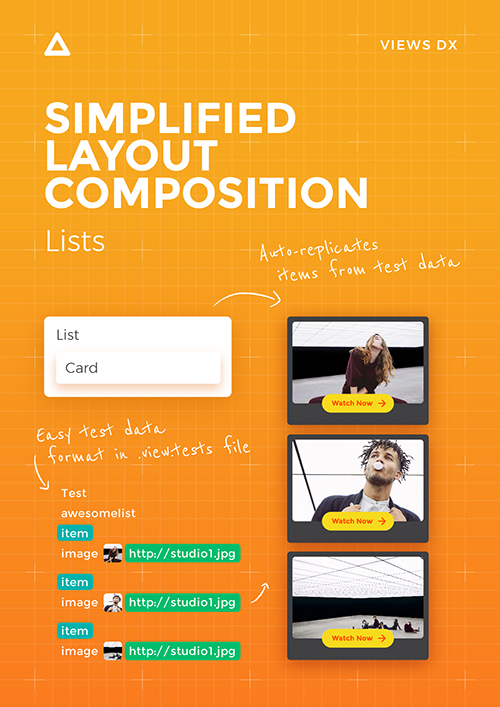 VIEWS DX
SIMPLIFIED
LAYOUT
COMPOSITION
Lists
Auto-replicates
items from test data
List
Card
Watch Now
Easy test data
format in .view.tests file
Watch Now
Test
awesomelist
item
image http://studio1.jpg
item
image http://studio1.jpg
item
image http://studio1.jpg
Watch Now